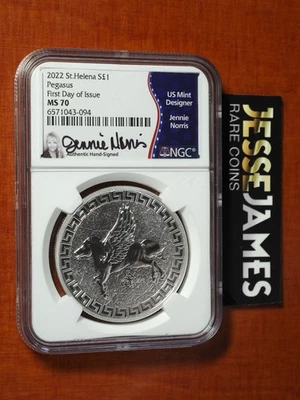 2022 St.Helena S£1
Pegasus
First Day of Issue
MS 70
6571043-094
Jennie Norris
Authentic Hand-Signed
US Mint
Designer
Jennie
Norris
NGC
JESSE JAMES
RARE COINS